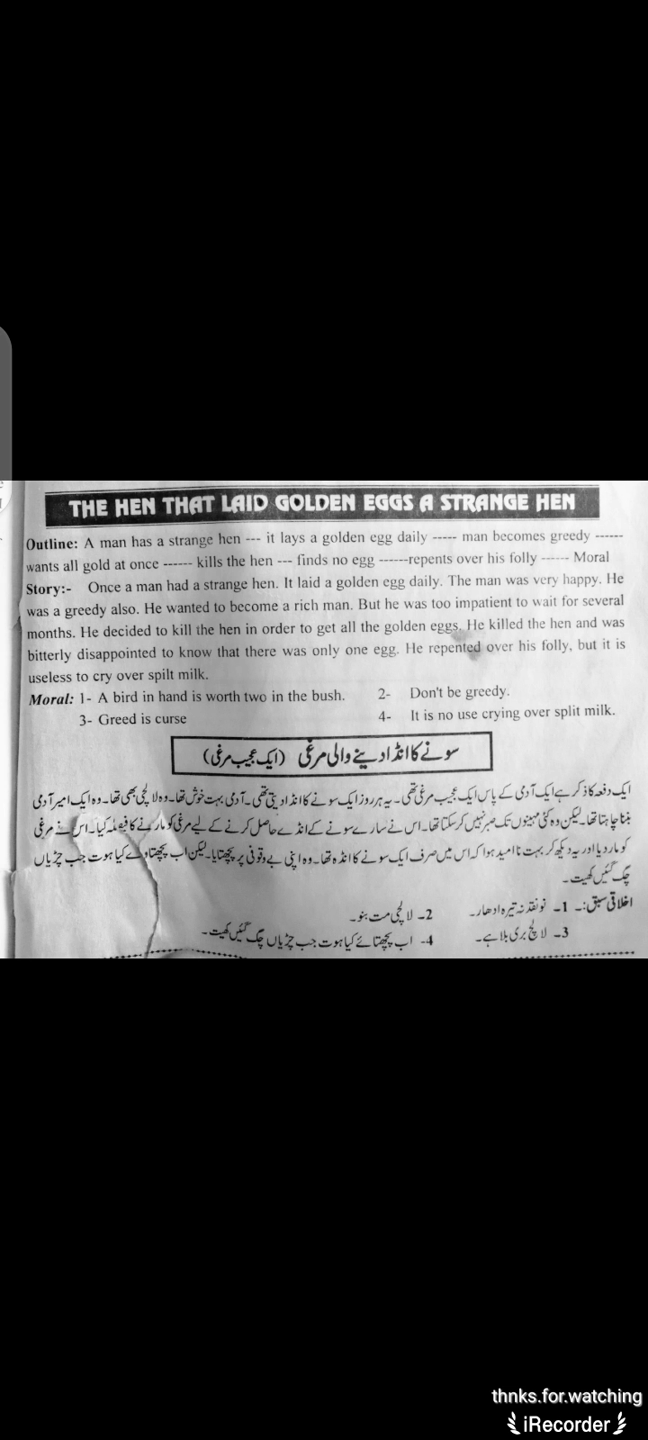 THE HEN THAT LAID GOLDEN EGGS A STRANGE HEN
Outline: A man has a strange hen --- it lays a golden egg daily ----- man becomes greedy ------
wants all gold at once ------ kills the hen --- finds no egg ------repents over his folly ------ Moral
Story:- Once a man had a strange hen. It laid a golden egg daily. The man was very happy. He
was a greedy also. He wanted to become a rich man. But he was too impatient to wait for several
months. He decided to kill the hen in order to get all the golden eggs. He killed the hen and was
bitterly disappointed to know that there was only one egg. He repented over his folly, but it is
useless to cry over spilt milk.
Moral: 1- A bird in hand is worth two in the bush. 2- Don't be greedy.
3- Greed is curse 4- It is no use crying over split milk.
سونے کا انڈا دینے والی مرغی (ایک عجیب مرغی)
ایک دفعہ کا ذکر ہے ایک آدمی کے پاس ایک عجیب مرغی تھی۔ یہ ہر روز ایک سونے کا انڈا دیتی تھی۔ آدمی بہت خوش تھا۔ وہ لالچی بھی تھا۔ وہ ایک امیر آدمی
بننا چاہتا تھا۔ لیکن وہ کئی مہینوں تک صبر نہیں کر سکتا تھا۔ اس نے سارے سونے کے انڈے حاصل کرنے کے لیے مرغی کو مارنے کا فیصلہ کیا۔ اس نے مرغی
کو مار دیا اور یہ دیکھ کر بہت نا امید ہوا کہ اس میں صرف ایک سونے کا انڈہ تھا۔ وہ اپنی بے وقوفی پر پچھتایا۔ لیکن اب پچھتاوے کیا ہوت جب چڑیاں
چگ گئیں کھیت۔
اخلاقی سبق:۔ 1۔ نو نقد نہ تیرہ ادھار۔ 2۔ لالچی مت بنو۔
3۔ لالچ بری بلا ہے۔ 4۔ اب پچھتائے کیا ہوت جب چڑیاں چگ گئیں کھیت۔
thnks.for.watching
iRecorder